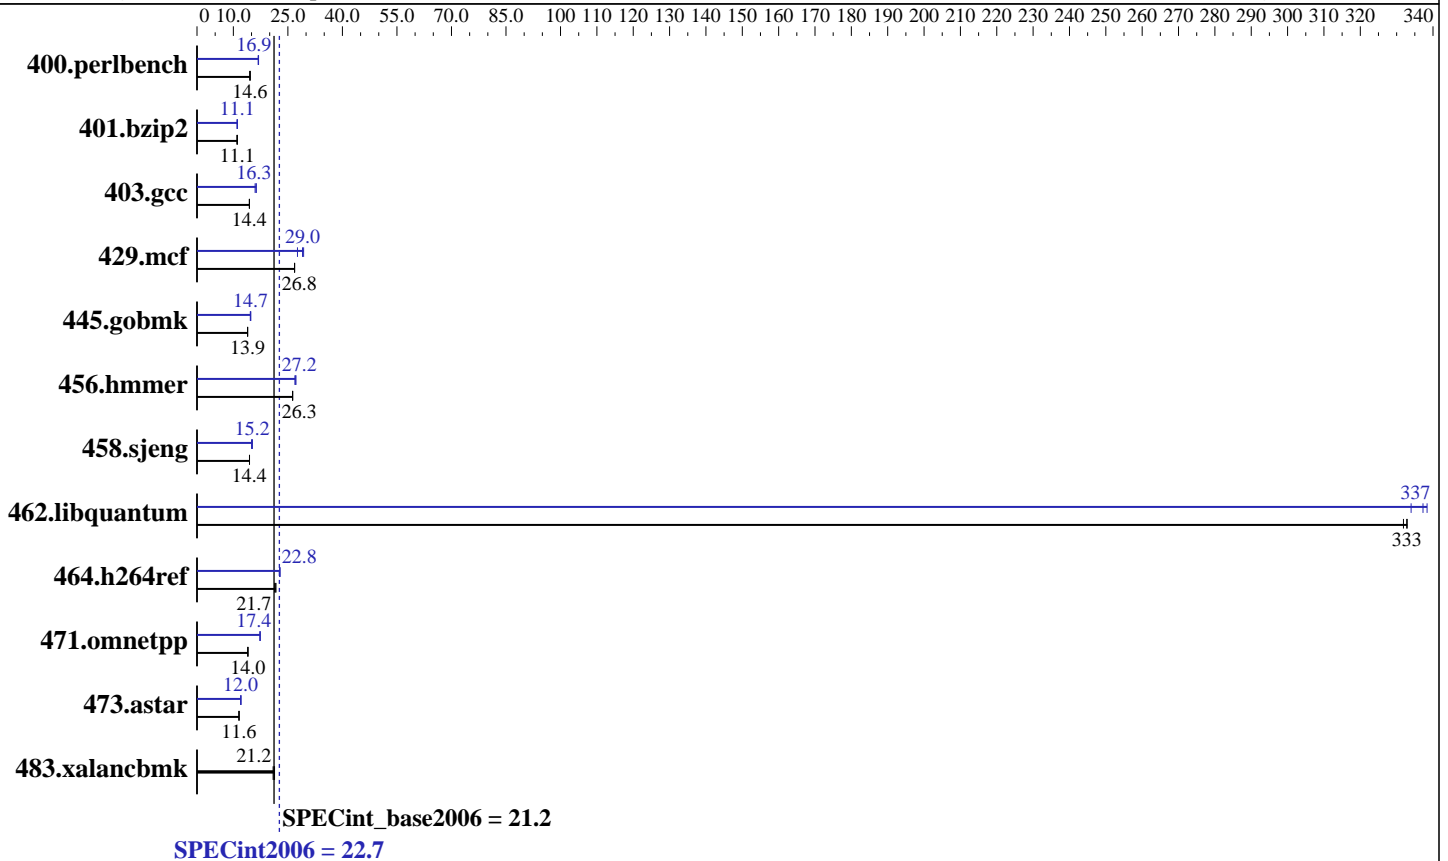 0 10.0 25.0 40.0 55.0 70.0 85.0 100 110 120 130 140 150 160 170 180 190 200 210 220 230 240 250 260 270 280 290 300 310 320 340
16.9
400.perlbench
14.6
11.1
401.bzip2
11.1
16.3
403.gcc
14.4
29.0
429.mcf
26.8
14.7
445.gobmk
13.9
27.2
456.hmmer
26.3
15.2
458.sjeng
14.4
337
462.libquantum
333
22.8
464.h264ref
21.7
17.4
471.omnetpp
14.0
12.0
473.astar
11.6
21.2
483.xalancbmk
SPECint_base2006 = 21.2
SPECint2006 = 22.7